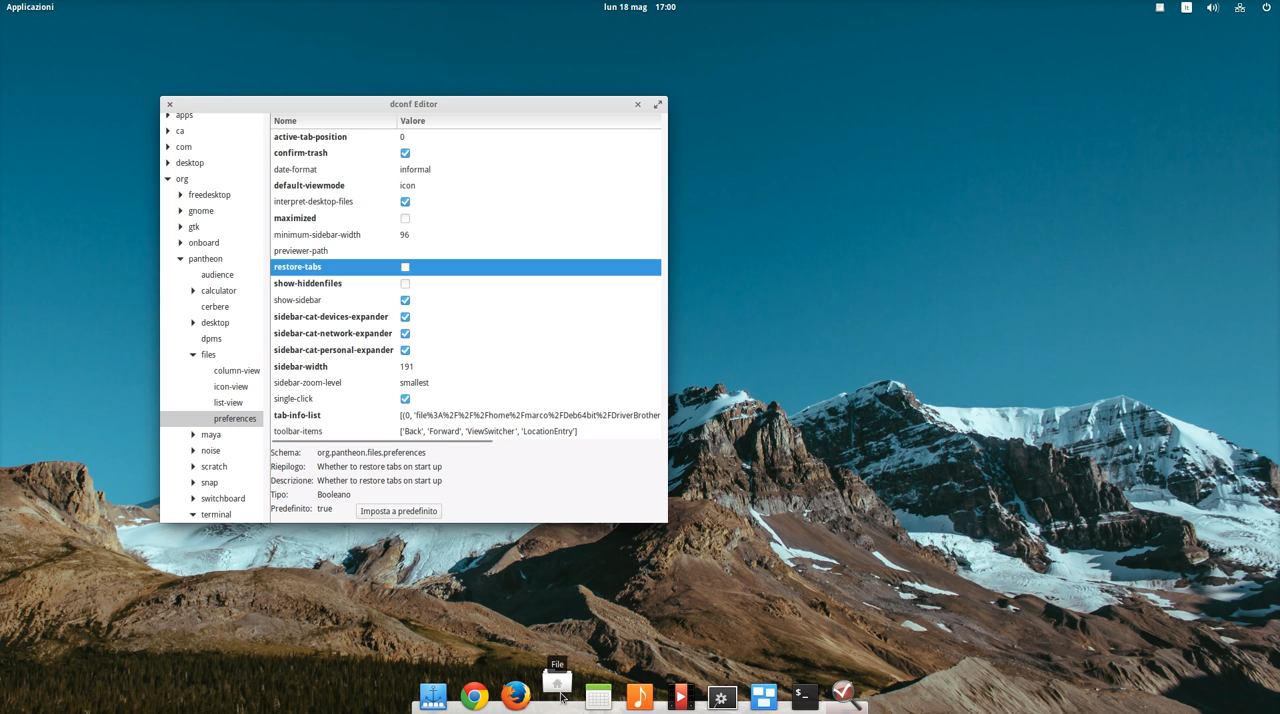 Applicazioni
lun 18 mag 17:00
It
dconf Editor
apps
ca
com
desktop
org
freedesktop
gnome
gtk
onboard
pantheon
audience
calculator
cerbere
desktop
dpms
files
column-view
icon-view
list-view
preferences
maya
noise
scratch
snap
switchboard
terminal
Nome Valore
active-tab-position 0
confirm-trash
date-format informal
default-viewmode icon
interpret-desktop-files
maximized
minimum-sidebar-width 96
previewer-path
restore-tabs
show-hiddenfiles
show-sidebar
sidebar-cat-devices-expander
sidebar-cat-network-expander
sidebar-cat-personal-expander
sidebar-width 191
sidebar-zoom-level smallest
single-click
tab-info-list [(0, 'file%3A%2F%2F%2Fhome%2Fmarco%2FDeb64bit%2FDriverBrother
toolbar-items ['Back', 'Forward', 'ViewSwitcher', 'LocationEntry']
Schema: org.pantheon.files.preferences
Riepilogo: Whether to restore tabs on start up
Descrizione: Whether to restore tabs on start up
Tipo: Booleano
Predefinito: true Imposta a predefinito
File
$_